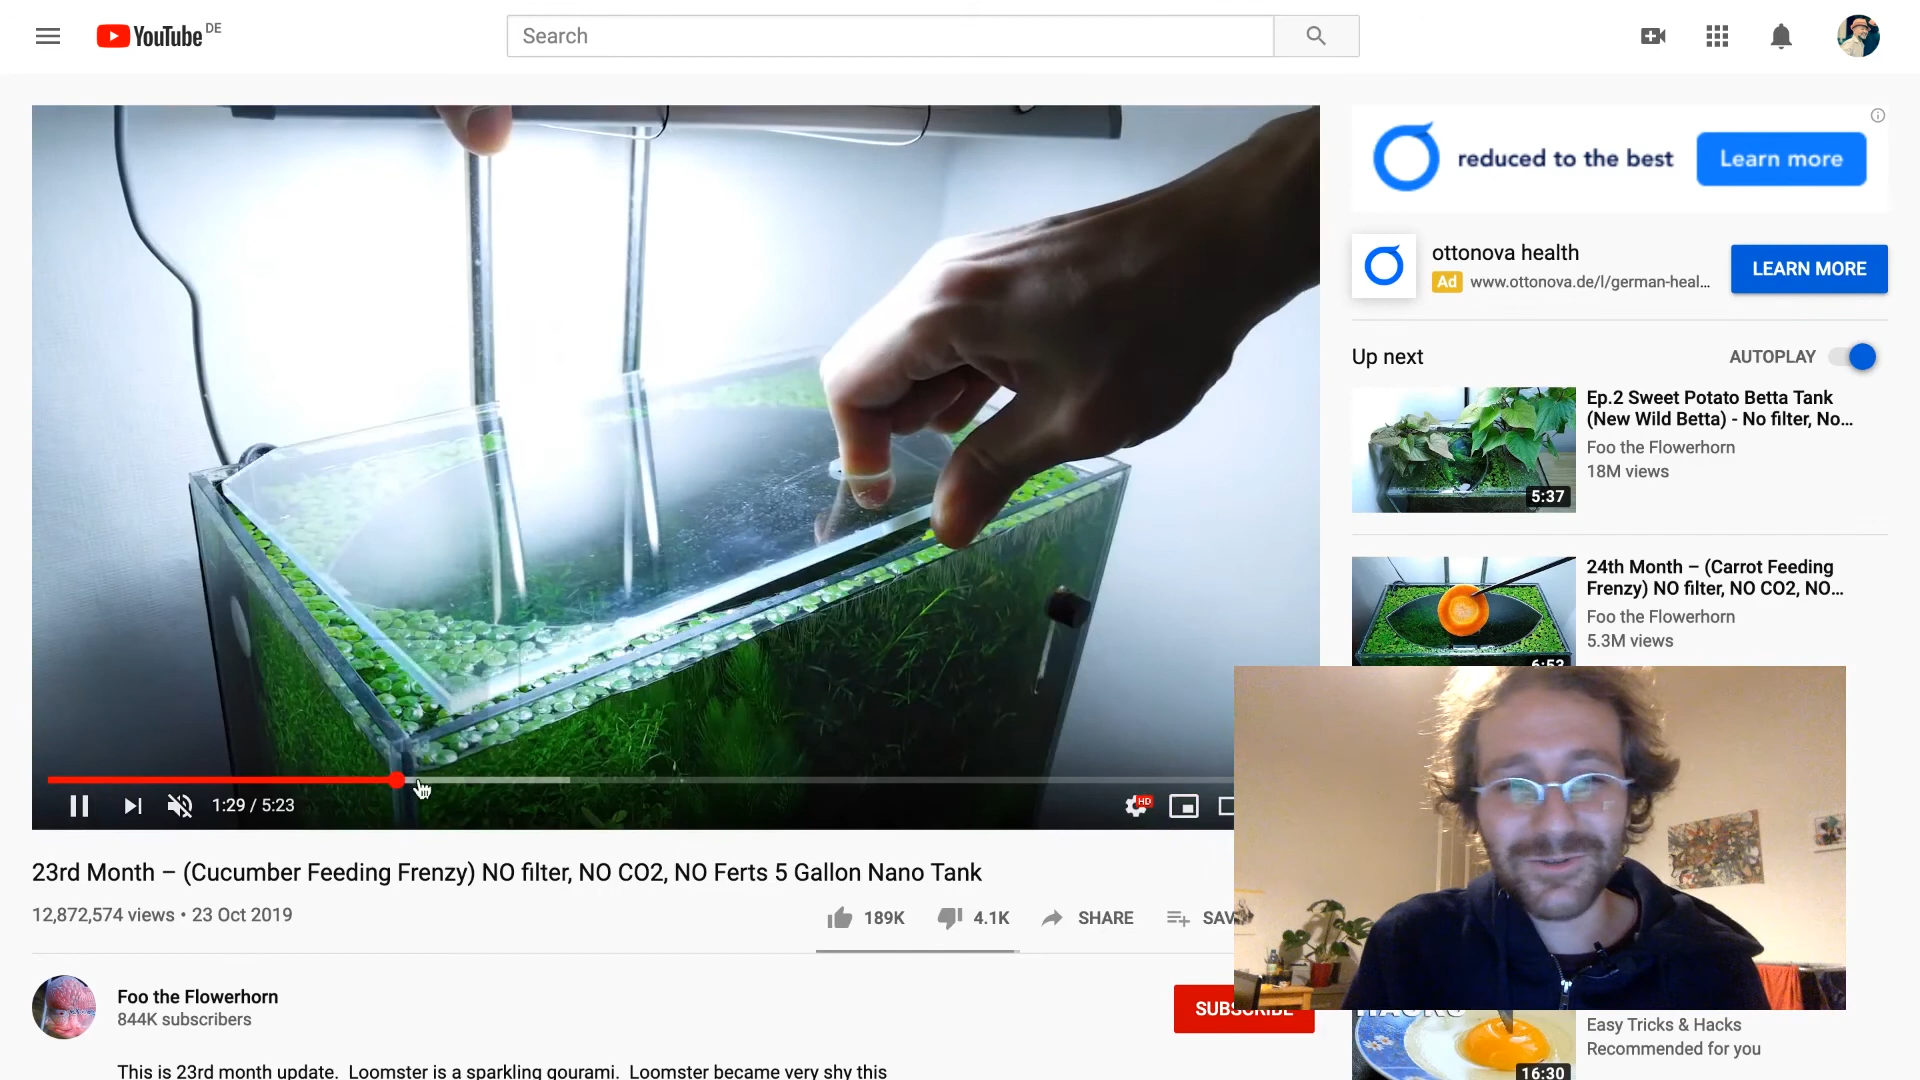 YouTube DE
Search
reduced to the best
Learn more
ottonova health
Ad www.ottonova.de/l/german-heal...
LEARN MORE
Up next
AUTOPLAY
Ep.2 Sweet Potato Betta Tank
(New Wild Betta) - No filter, No...
Foo the Flowerhorn
18M views
5:37
24th Month – (Carrot Feeding
Frenzy) NO filter, NO CO2, NO...
Foo the Flowerhorn
5.3M views
6:53
1:29 / 5:23
HD
23rd Month – (Cucumber Feeding Frenzy) NO filter, NO CO2, NO Ferts 5 Gallon Nano Tank
12,872,574 views • 23 Oct 2019
189K
4.1K
SHARE
SAV
Foo the Flowerhorn
844K subscribers
SUBSCRIBE
This is 23rd month update. Loomster is a sparkling gourami. Loomster became very shy this
Easy Tricks & Hacks
Recommended for you
16:30